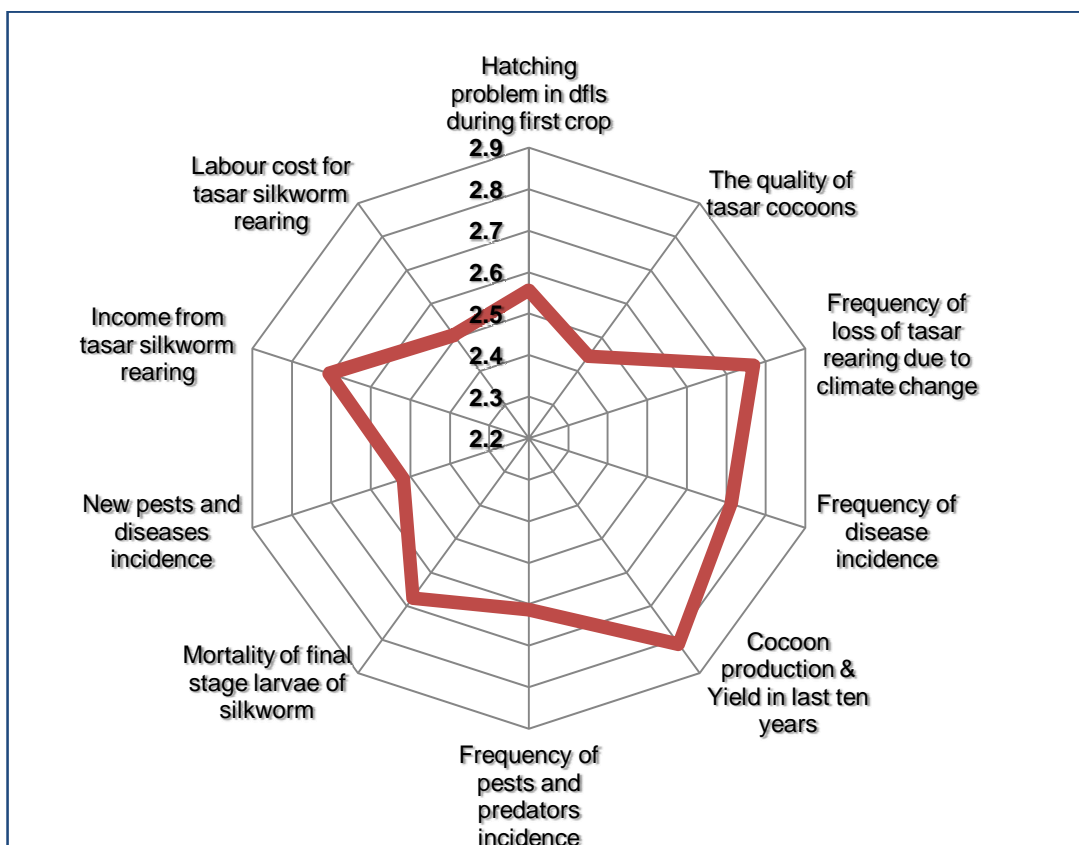 Hatching
problem in dfls
during first crop
The quality of
tasar cocoons
Frequency of
loss of tasar
rearing due to
climate change
Frequency of
disease
incidence
Cocoon
production &
Yield in last ten
years
Frequency of
pests and
predators
incidence
Mortality of final
stage larvae of
silkworm
New pests and
diseases
incidence
Income from
tasar silkworm
rearing
Labour cost for
tasar silkworm
rearing
2.9
2.8
2.7
2.6
2.5
2.4
2.3
2.2